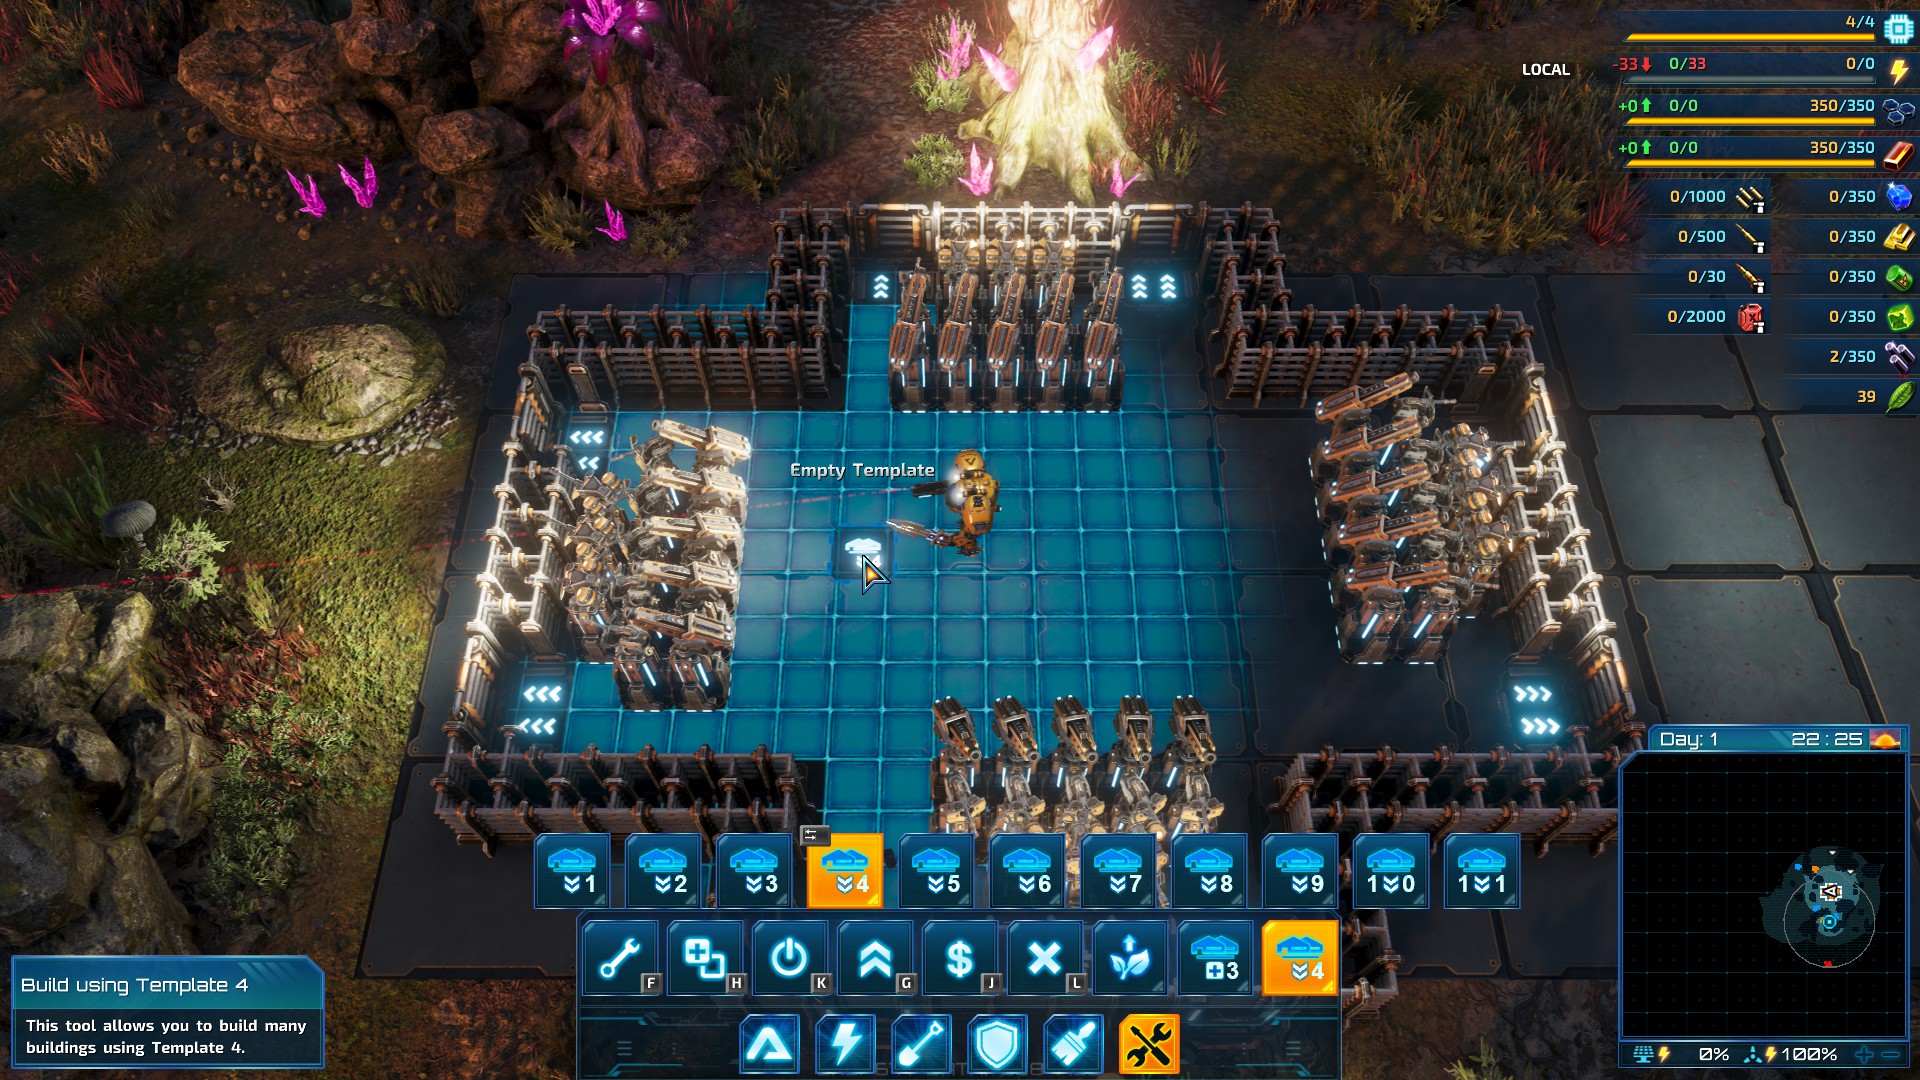 4/4
LOCAL
-33 0/33 0/0
+0 0/0 350/350
+0 0/0 350/350
0/1000 0/350
0/500 0/350
0/30 0/350
0/2000 0/350
2/350
39
Empty Template
Day: 1 22:25
1 2 3 4 5 6 7 8 9 10 11
F H K G J L 3 4
Build using Template 4
This tool allows you to build many
buildings using Template 4.
0% 100%